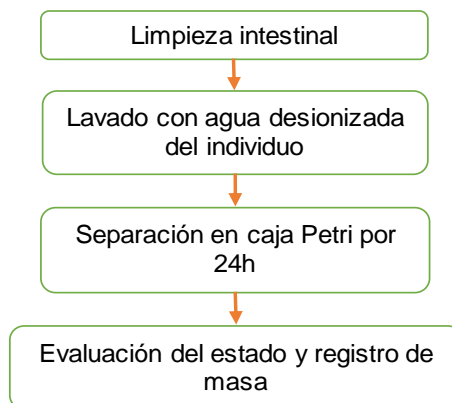 Limpieza intestinal
Lavado con agua desionizada
del individuo
Separación en caja Petri por
24h
Evaluación del estado y registro de
masa